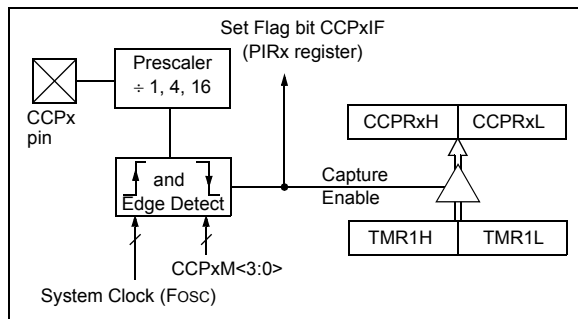 Set Flag bit CCPxIF
(PIRx register)
Prescaler
÷ 1, 4, 16
CCPx
pin
CCPRxH CCPRxL
and
Edge Detect
Capture
Enable
TMR1H TMR1L
CCPxM<3:0>
System Clock (FOSC)